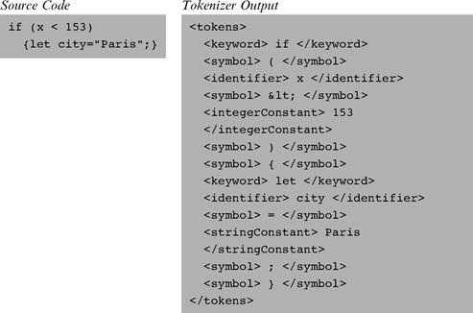 Source Code
if (x < 153)
{let city="Paris";}
Tokenizer Output
<tokens>
<keyword> if </keyword>
<symbol> ( </symbol>
<identifier> x </identifier>
<symbol> &lt; </symbol>
<integerConstant> 153
</integerConstant>
<symbol> ) </symbol>
<symbol> { </symbol>
<keyword> let </keyword>
<identifier> city </identifier>
<symbol> = </symbol>
<stringConstant> Paris
</stringConstant>
<symbol> ; </symbol>
<symbol> } </symbol>
</tokens>